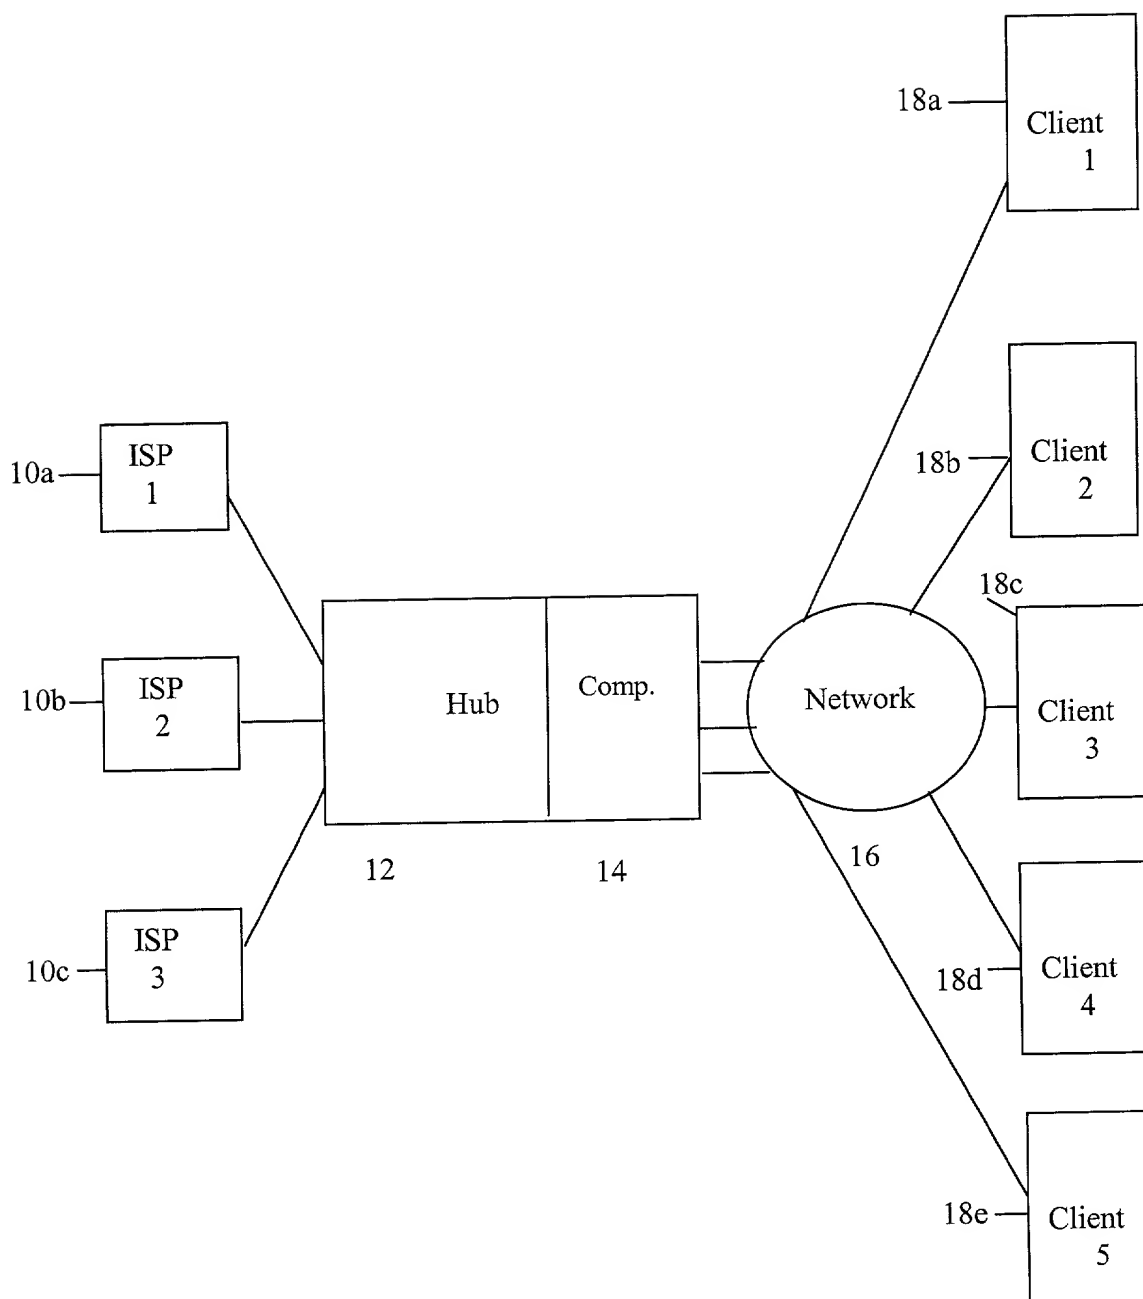 18a
Client
1
18b
Client
2
10a
ISP
1
18c
10b
ISP
2
Hub
Comp.
Network
Client
3
12
14
16
10c
ISP
3
18d
Client
4
18e
Client
5